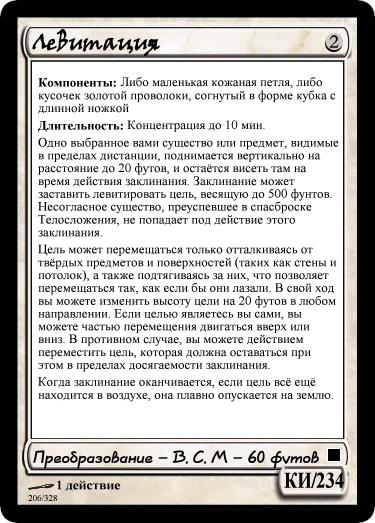 Левитация
2
Компоненты: Либо маленькая кожаная петля, либо
кусочек золотой проволоки, согнутый в форме кубка с
длинной ножкой
Длительность: Концентрация до 10 мин.
Одно выбранное вами существо или предмет, видимые
в пределах дистанции, поднимается вертикально на
расстояние до 20 футов, и остаётся висеть там на
время действия заклинания. Заклинание может
заставить левитировать цель, весящую до 500 фунтов.
Несогласное существо, преуспевшее в спасброске
Телосложения, не попадает под действие этого
заклинания.
Цель может перемещаться только отталкиваясь от
твёрдых предметов и поверхностей (таких как стены и
потолок), а также подтягиваясь за них, что позволяет
перемещаться так, как если бы они лазали. В свой ход
вы можете изменить высоту цели на 20 футов в любом
направлении. Если целью являетесь вы сами, вы
можете частью перемещения двигаться вверх или
вниз. В противном случае, вы можете действием
переместить цель, которая должна оставаться при
этом в пределах досягаемости заклинания.
Когда заклинание оканчивается, если цель всё ещё
находится в воздухе, она плавно опускается на землю.
Преобразование – В, С, М – 60 футов
КИ/234
1 действие
206/328